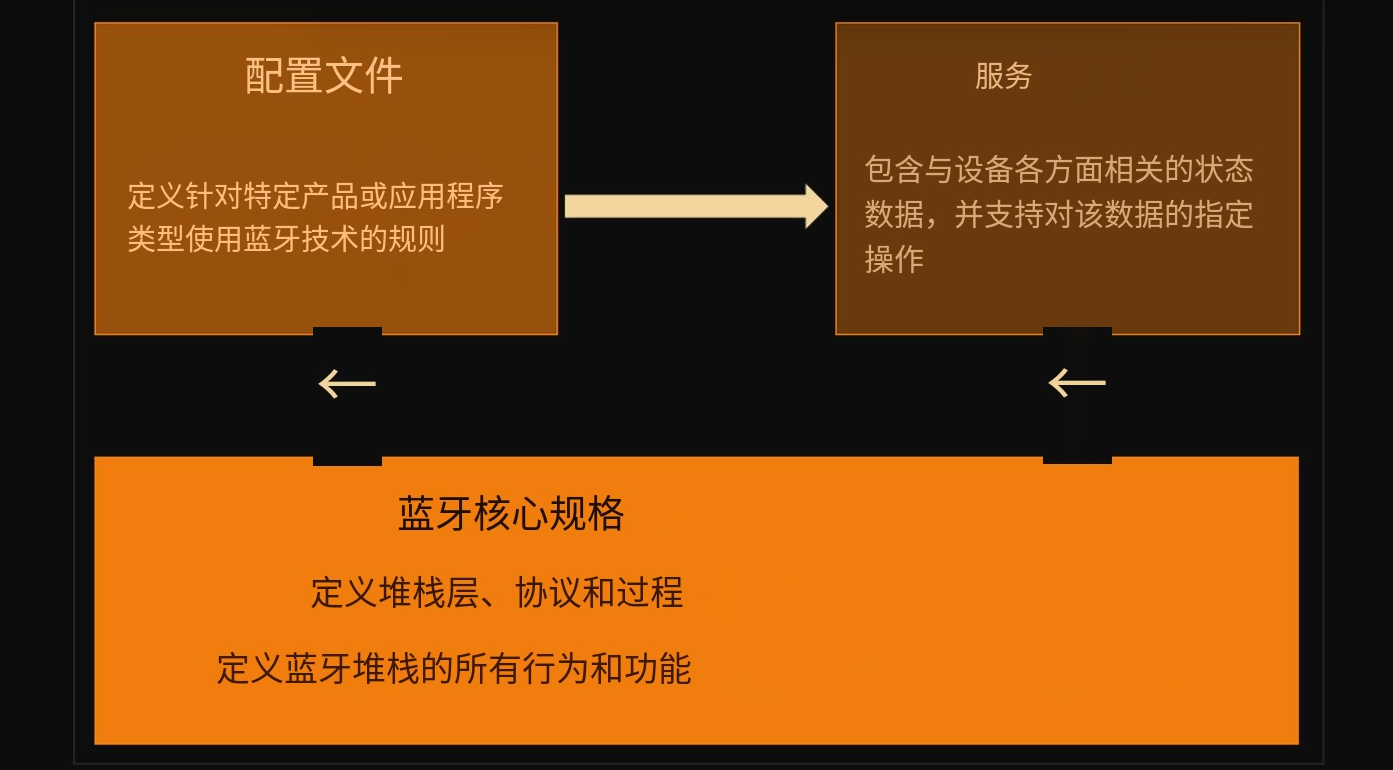 配置文件
定义针对特定产品或应用程序
类型使用蓝牙技术的规则
服务
包含与设备各方面相关的状态
数据，并支持对该数据的指定
操作
←
←
蓝牙核心规格
定义堆栈层、协议和过程
定义蓝牙堆栈的所有行为和功能